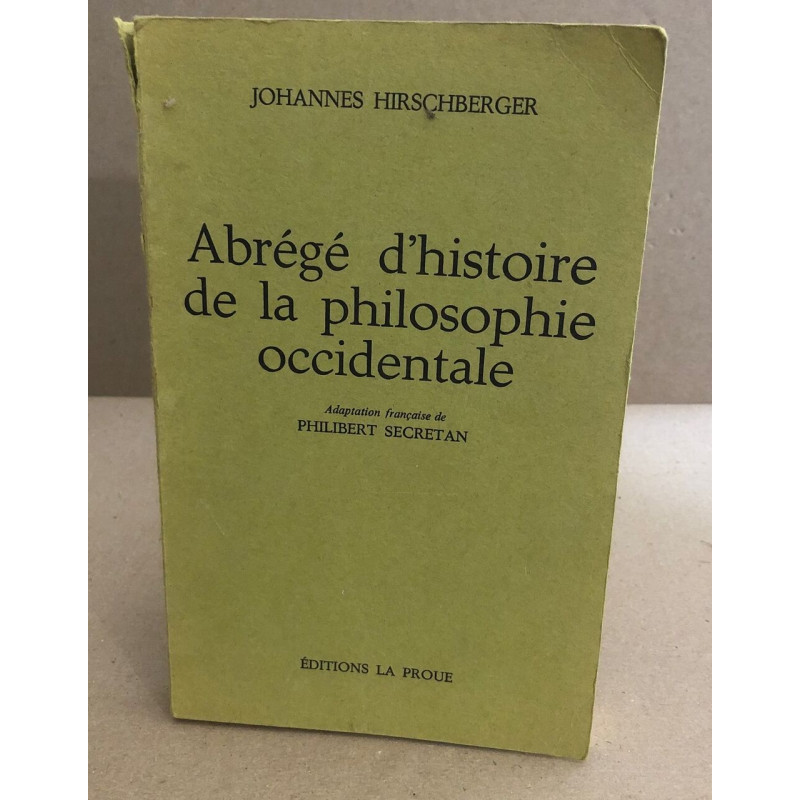 JOHANNES HIRSCHBERGER
Abrégé d'histoire
de la philosophie
occidentale
Adaptation française de
PHILIBERT SECRETAN
ÉDITIONS LA PROUE